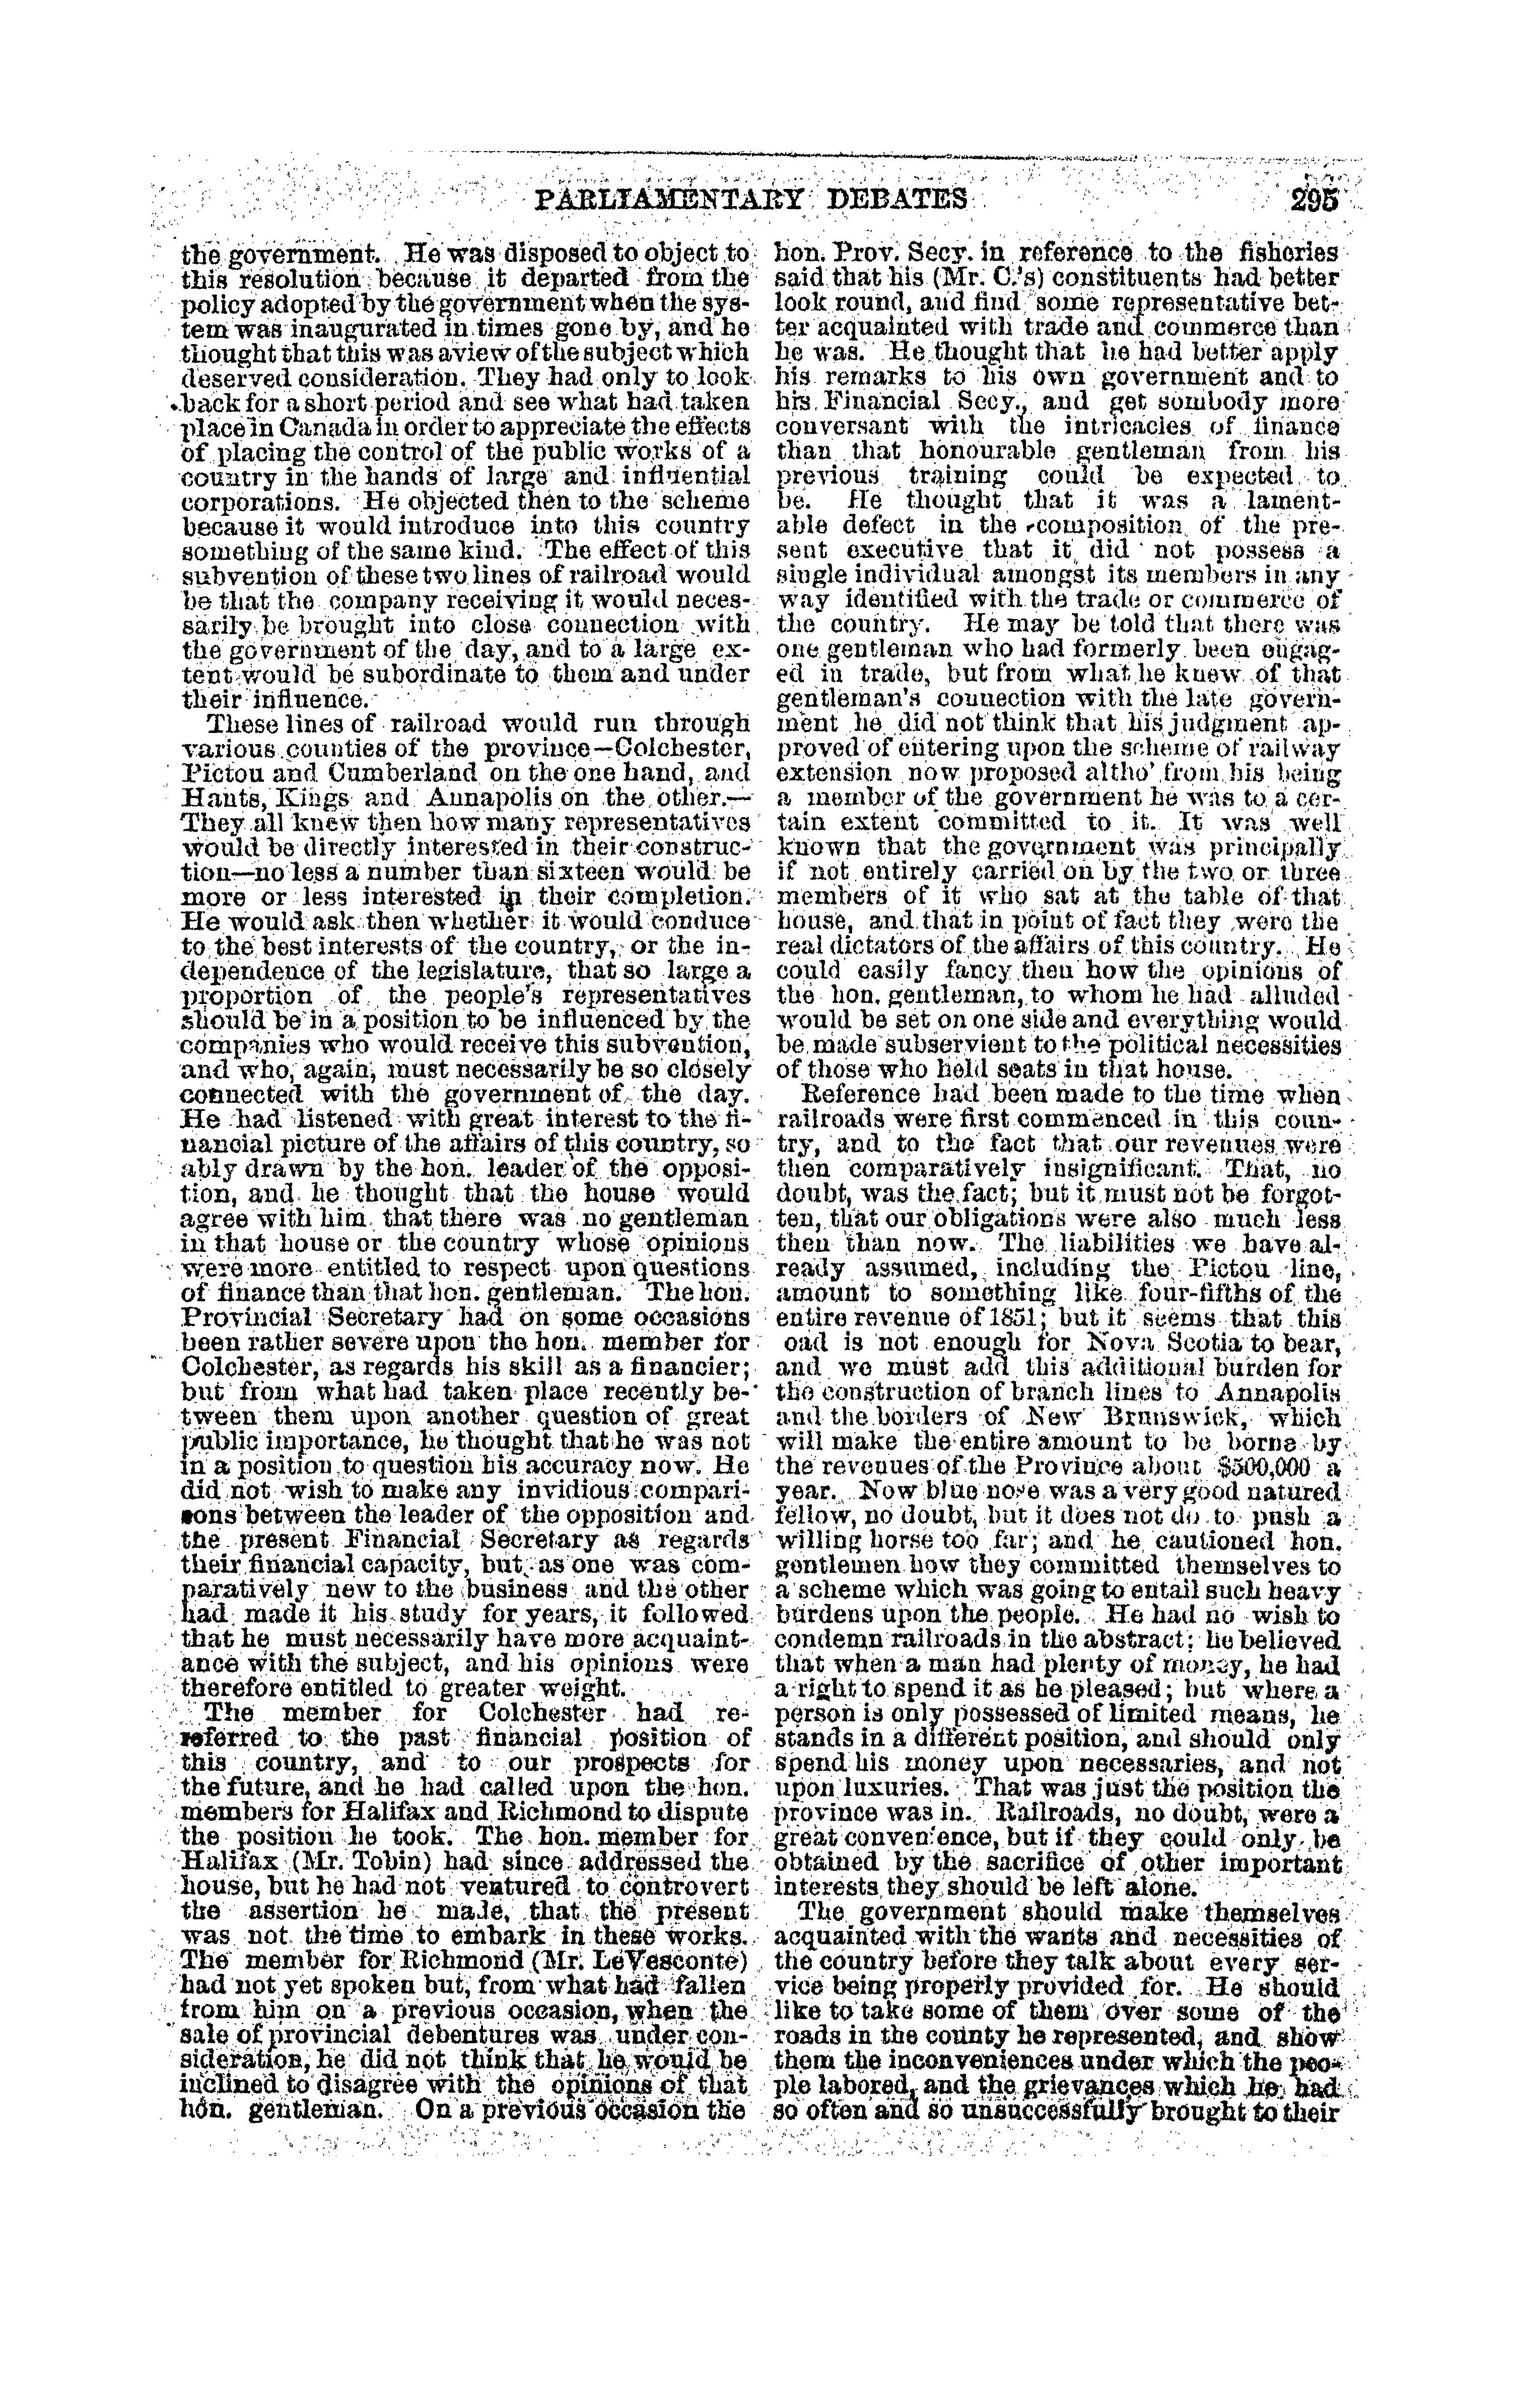 PARLIAMENTARY DEBATES 295
the government. He was disposed to object to
this resolution because it departed from the
policy adopted by the government when the sys-
tem was inaugurated in times gone by, and he
thought that this was a view of the subject which
deserved consideration. They had only to look
back for a short period and see what had taken
place in Canada in order to appreciate the effects
of placing the control of the public works of a
country in the hands of large and influential
corporations. He objected then to the scheme
because it would introduce into this country
something of the same kind. The effect of this
subvention of these two lines of railroad would
be that the company receiving it would neces-
sarily be brought into close connection with
the government of the day, and to a large ex-
tent would be subordinate to them and under
their influence.
These lines of railroad would run through
various counties of the province—Colchester,
Pictou and Cumberland on the one hand, and
Hants, Kings and Annapolis on the other.—
They all knew then how many representatives
would be directly interested in their construc-
tion—no less a number than sixteen would be
more or less interested in their completion.
He would ask then whether it would conduce
to the best interests of the country, or the in-
dependence of the legislature, that so large a
proportion of the people's representatives
should be in a position to be influenced by the
companies who would receive this subvention,
and who, again, must necessarily be so closely
connected with the government of the day.
He had listened with great interest to the fi-
nancial picture of the affairs of this country, so
ably drawn by the hon. leader of the opposi-
tion, and he thought that the house would
agree with him that there was no gentleman
in that house or the country whose opinions
were more entitled to respect upon questions
of finance than that hon. gentleman. The hon.
Provincial Secretary had on some occasions
been rather severe upon the hon. member for
Colchester, as regards his skill as a financier;
but from what had taken place recently be-
tween them upon another question of great
public importance, he thought that he was not
in a position to question his accuracy now. He
did not wish to make any invidious compari-
sons between the leader of the opposition and
the present Financial Secretary as regards
their financial capacity, but as one was com-
paratively new to the business and the other
had made it his study for years, it followed
that he must necessarily have more acquaint-
ance with the subject, and his opinions were
therefore entitled to greater weight.
The member for Colchester had re-
referred to the past financial position of
this country, and to our prospects for
the future, and he had called upon the hon.
members for Halifax and Richmond to dispute
the position he took. The hon. member for
Halifax (Mr. Tobin) had since addressed the
house, but he had not ventured to controvert
the assertion he made, that the present
was not the time to embark in these works.
The member for Richmond (Mr. LeVesconte)
had not yet spoken but, from what had fallen
from him on a previous occasion, when the
sale of provincial debentures was under con-
sideration, he did not think that he would be
inclined to disagree with the opinions of that
hon. gentleman. On a previous occasion the
hon. Prov. Secy. in reference to the fisheries
said that his (Mr. C.'s) constituents had better
look round, and find some representative bet-
ter acquainted with trade and commerce than
he was. He thought that he had better apply
his remarks to his own government and to
his Financial Secy., and get sombody more
conversant with the intricacies of finance
than that honourable gentleman from his
previous training could be expected to
be. He thought that it was a lament-
able defect in the composition of the pre-
sent executive that it did not possess a
single individual amongst its members in any
way identified with the trade or commerce of
the country. He may be told that there was
one gentleman who had formerly been engag-
ed in trade, but from what he knew of that
gentleman's connection with the late govern-
ment he did not think that his judgment ap-
proved of entering upon the scheme of railway
extension now proposed altho' from his being
a member of the government he was to a cer-
tain extent committed to it. It was well
known that the government was principally
if not entirely carried on by the two or three
members of it who sat at the table of that
house, and that in point of fact they were the
real dictators of the affairs of this country. He
could easily fancy then how the opinions of
the hon. gentleman, to whom he had alluded
would be set on one side and everything would
be made subservient to the political necessities
of those who held seats in that house.
Reference had been made to the time when
railroads were first commenced in this coun-
try, and to the fact that our revenues were
then comparatively insignificant. That, no
doubt, was the fact; but it must not be forgot-
ten, that our obligations were also much less
then than now. The liabilities we have al-
ready assumed, including the Pictou line,
amount to something like four-fifths of the
entire revenue of 1851; but it seems that this
oad is not enough for Nova Scotia to bear,
and we must add this additional burden for
the construction of branch lines to Annapolis
and the borders of New Brunswick, which
will make the entire amount to be borne by
the revenues of the Province about $500,000 a
year. Now blue nose was a very good natured
fellow, no doubt, but it does not do to push a
willing horse too far; and he cautioned hon.
gentlemen how they committed themselves to
a scheme which was going to entail such heavy
burdens upon the people. He had no wish to
condemn railroads in the abstract; he believed
that when a man had plenty of money, he had
a right to spend it as he pleased; but where a
person is only possessed of limited means, he
stands in a different position, and should only
spend his money upon necessaries, and not
upon luxuries. That was just the position the
province was in. Railroads, no doubt, were a
great convenience, but if they could only be
obtained by the sacrifice of other important
interests they should be left alone.
The government should make themselves
acquainted with the wants and necessities of
the country before they talk about every ser-
vice being properly provided for. He should
like to take some of them over some of the
roads in the county he represented, and show
them the inconveniences under which the peo-
ple labored, and the grievances which he had
so often and so unsuccessfully brought to their